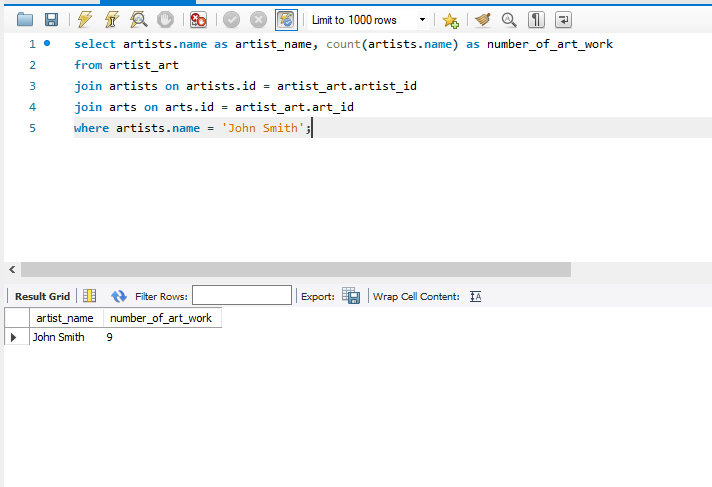 Limit to 1000 rows
1 select artists.name as artist_name, count(artists.name) as number_of_art_work
2 from artist_art
3 join artists on artists.id = artist_art.artist_id
4 join arts on arts.id = artist_art.art_id
5 where artists.name = 'John Smith';
Result Grid Filter Rows: Export: Wrap Cell Content: IA
artist_name number_of_art_work
John Smith 9